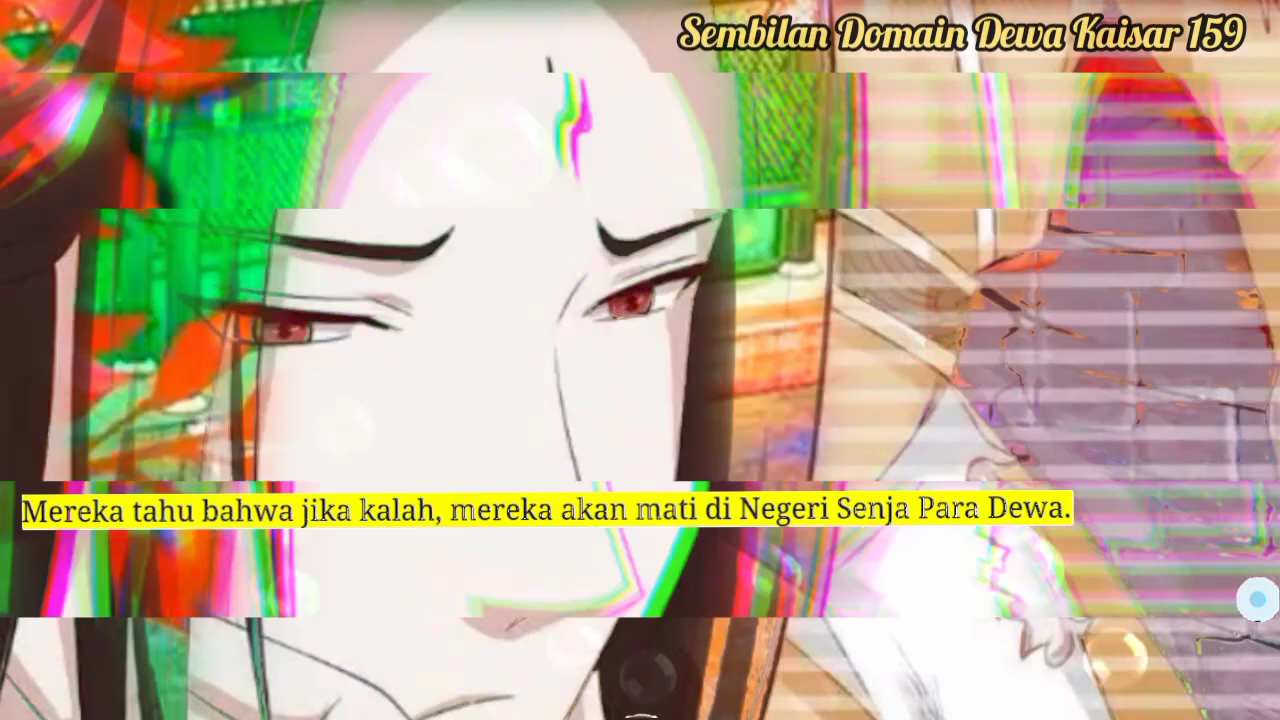 Sembilan Domain Dewa Kaisar 159
Mereka tahu bahwa jika kalah, mereka akan mati di Negeri Senja Para Dewa.